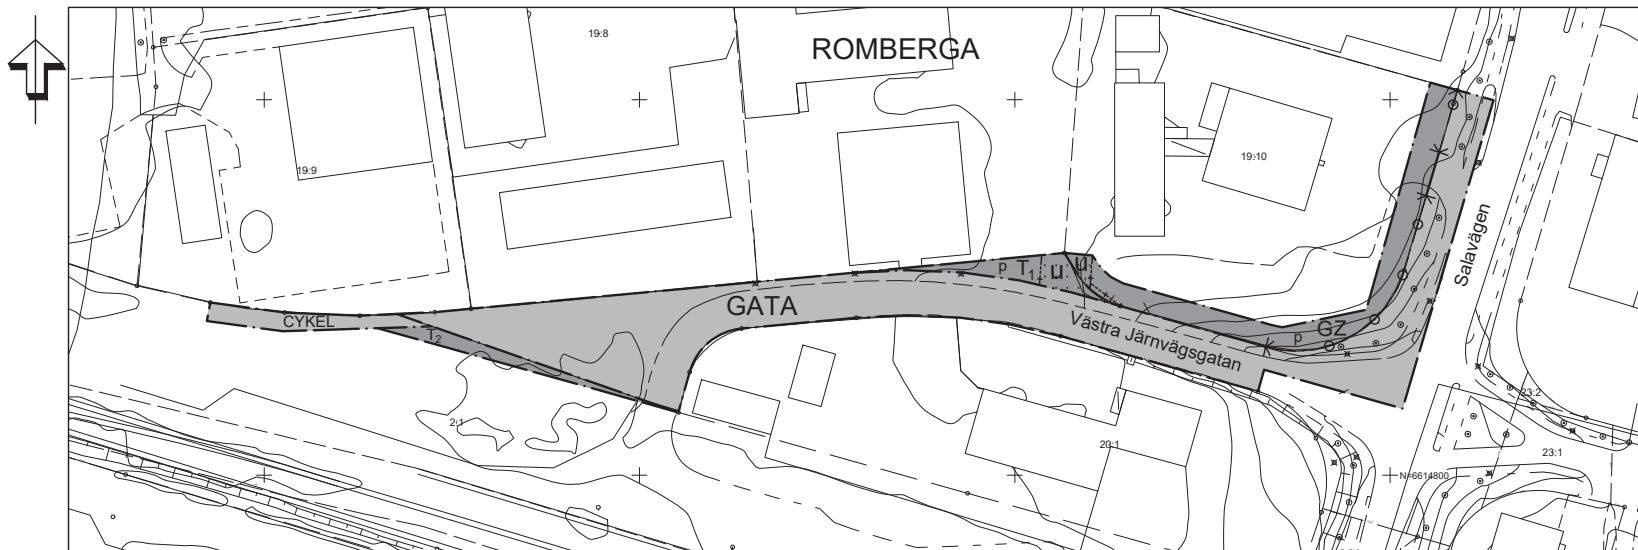 19:8
ROMBERGA
19:9
19:10
Salavägen
p T1 u u
CYKEL
GATA
T2
Västra Järnvägsgatan
p GZ
2:1
20:1
23:2
23:1
N=6614800